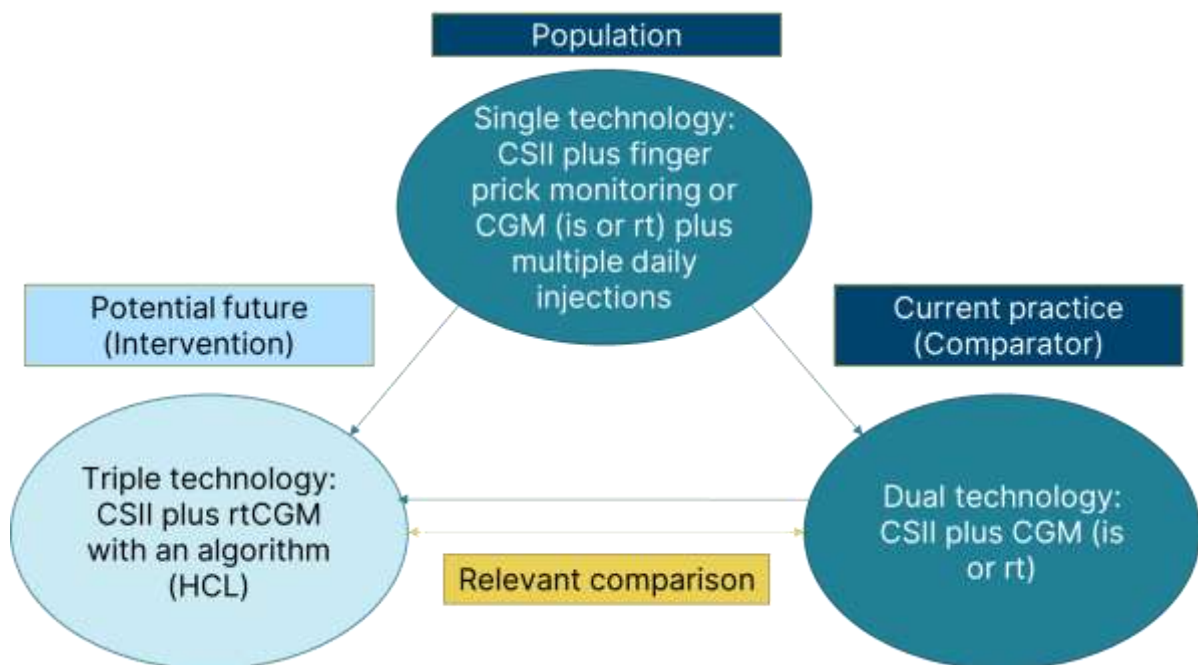 Population
Single technology:
CSII plus finger
prick monitoring or
CGM (is or rt) plus
multiple daily
injections
Potential future
(Intervention)
Current practice
(Comparator)
Triple technology:
CSII plus rtCGM
with an algorithm
(HCL)
Dual technology:
CSII plus CGM (is
or rt)
Relevant comparison